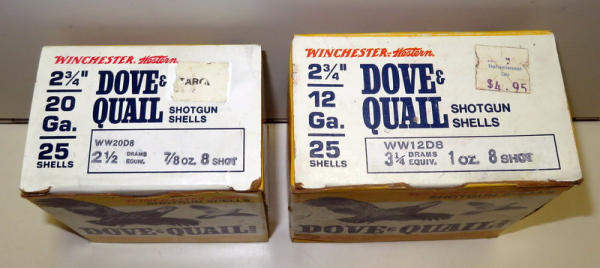 WINCHESTER-Western
2¾"
20
Ga.
25
SHELLS
DOVE &
QUAIL
SHOTGUN
SHELLS
WW20D8
2½ DRAMS EQUIV. 7/8 oz. 8 SHOT
DOVE & QUAIL
WINCHESTER-Western
2¾"
12
Ga.
25
SHELLS
DOVE &
QUAIL
SHOTGUN
SHELLS
$4.95
WW12D8
3¼ DRAMS EQUIV. 1 oz. 8 SHOT
SHOTGUN SHELLS
DOVE & QUAIL